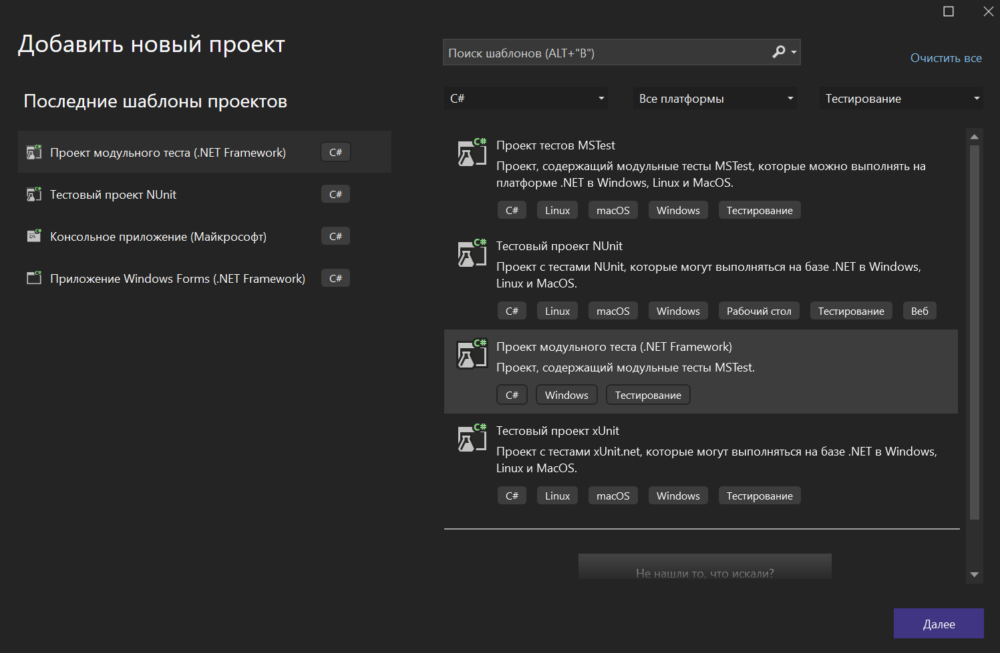 Добавить новый проект
Поиск шаблонов (ALT+"B")
Очистить все
Последние шаблоны проектов
C#
Все платформы
Тестирование
Проект модульного теста (.NET Framework)
C#
Тестовый проект NUnit
C#
Консольное приложение (Майкрософт)
C#
Приложение Windows Forms (.NET Framework)
C#
Проект тестов MSTest
Проект, содержащий модульные тесты MSTest, которые можно выполнять на
платформе .NET в Windows, Linux и MacOS.
C# Linux macOS Windows Тестирование
Тестовый проект NUnit
Проект с тестами NUnit, которые могут выполняться на базе .NET в Windows,
Linux и MacOS.
C# Linux macOS Windows Рабочий стол Тестирование Веб
Проект модульного теста (.NET Framework)
Проект, содержащий модульные тесты MSTest.
C# Windows Тестирование
Тестовый проект xUnit
Проект с тестами xUnit.net, которые могут выполняться на базе .NET в Windows,
Linux и MacOS.
C# Linux macOS Windows Тестирование
Не нашли то, что искали?
Далее